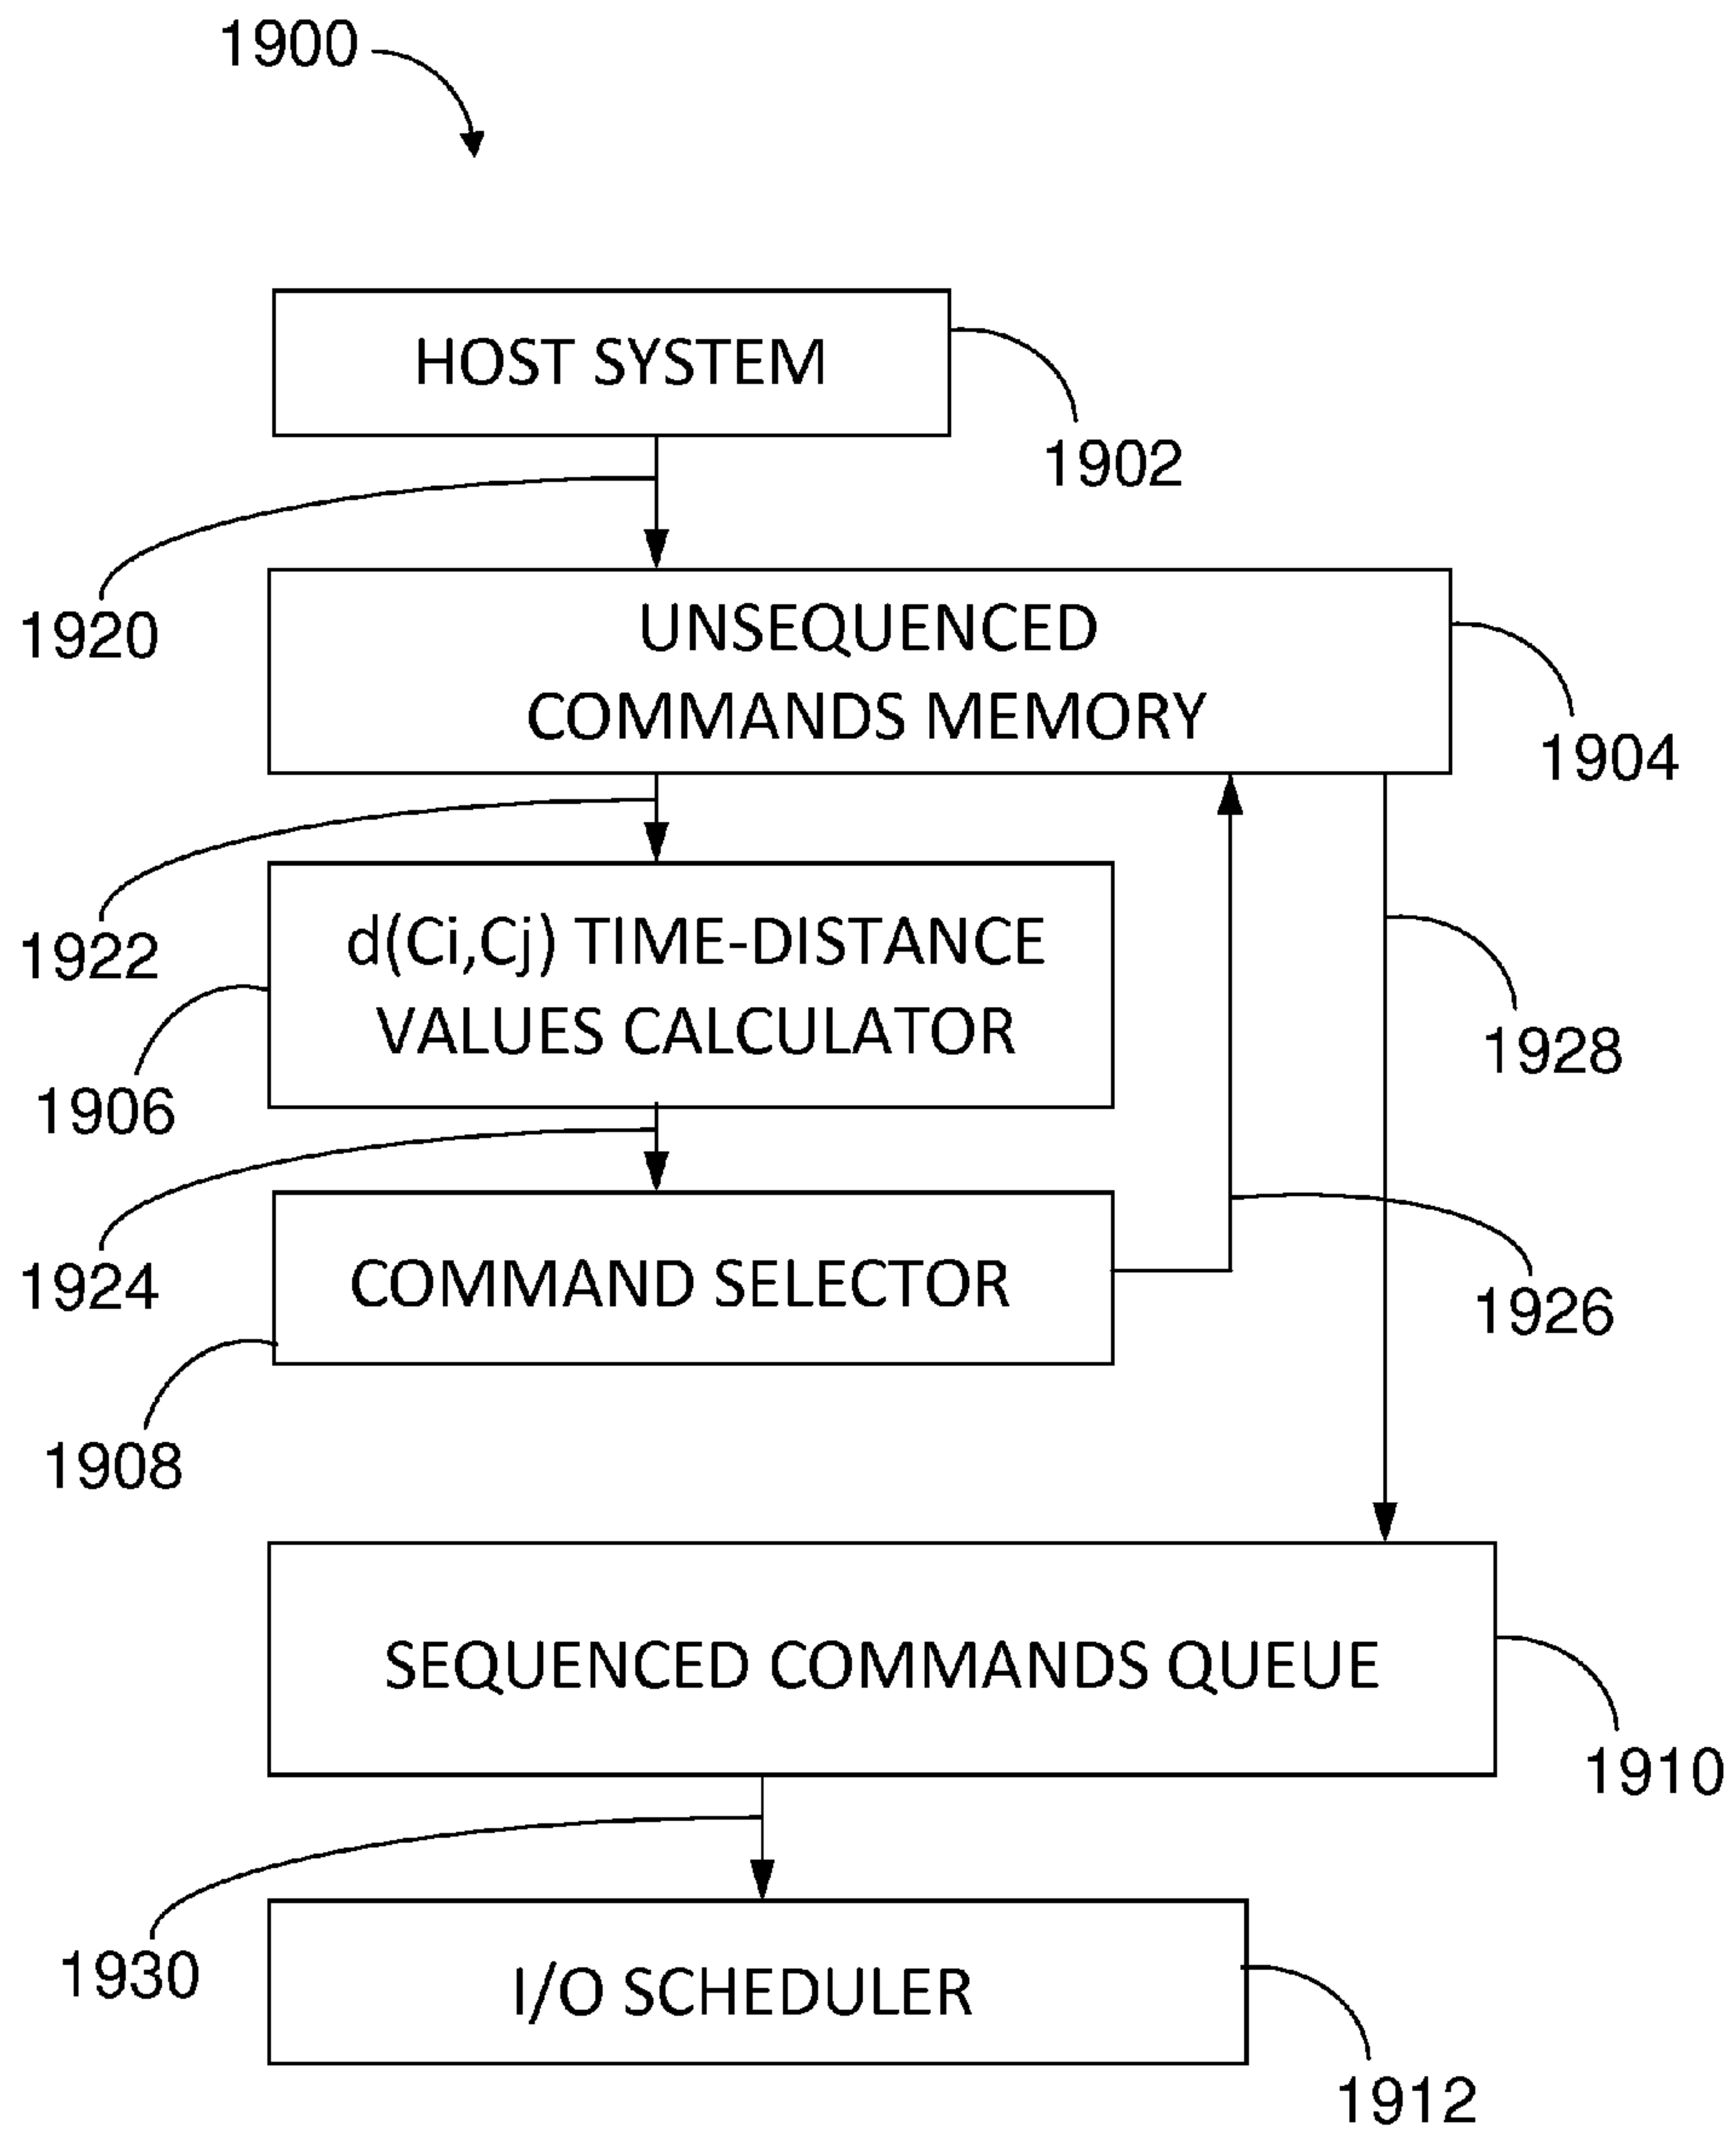 1900
HOST SYSTEM
1902
1920
UNSEQUENCED
COMMANDS MEMORY
1904
1922
d(Ci,Cj) TIME-DISTANCE
VALUES CALCULATOR
1928
1906
1924
COMMAND SELECTOR
1926
1908
SEQUENCED COMMANDS QUEUE
1910
1930
I/O SCHEDULER
1912